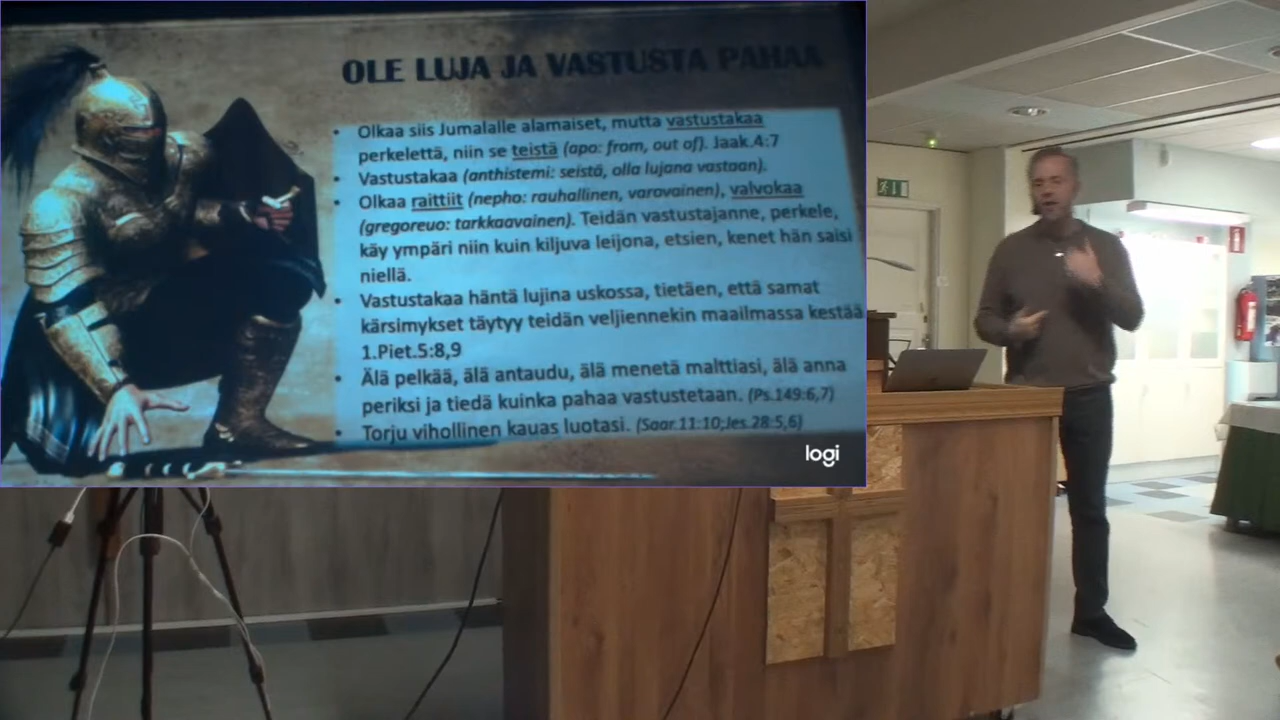 OLE LUJA JA VASTUSTA PAHAA
• Olkaa siis Jumalalle alamaiset, mutta vastustakaa
perkelettä, niin se teistä (apo: from, out of). Jaak.4:7
• Vastustakaa (anthistemi: seistä, olla lujana vastaan).
• Olkaa raittiit (nepho: rauhallinen, varovainen), valvokaa
(gregoreuo: tarkkaavainen). Teidän vastustajanne, perkele,
käy ympäri niin kuin kiljuva leijona, etsien, kenet hän saisi
niellä.
• Vastustakaa häntä lujina uskossa, tietäen, että samat
kärsimykset täytyy teidän veljiennekin maailmassa kestää
1.Piet.5:8,9
• Älä pelkää, älä antaudu, älä menetä malttiasi, älä anna
periksi ja tiedä kuinka pahaa vastustetaan. (Ps.149:6,7)
• Torju vihollinen kauas luotasi. (Saar.11:10;Jes.28:5,6)
logi